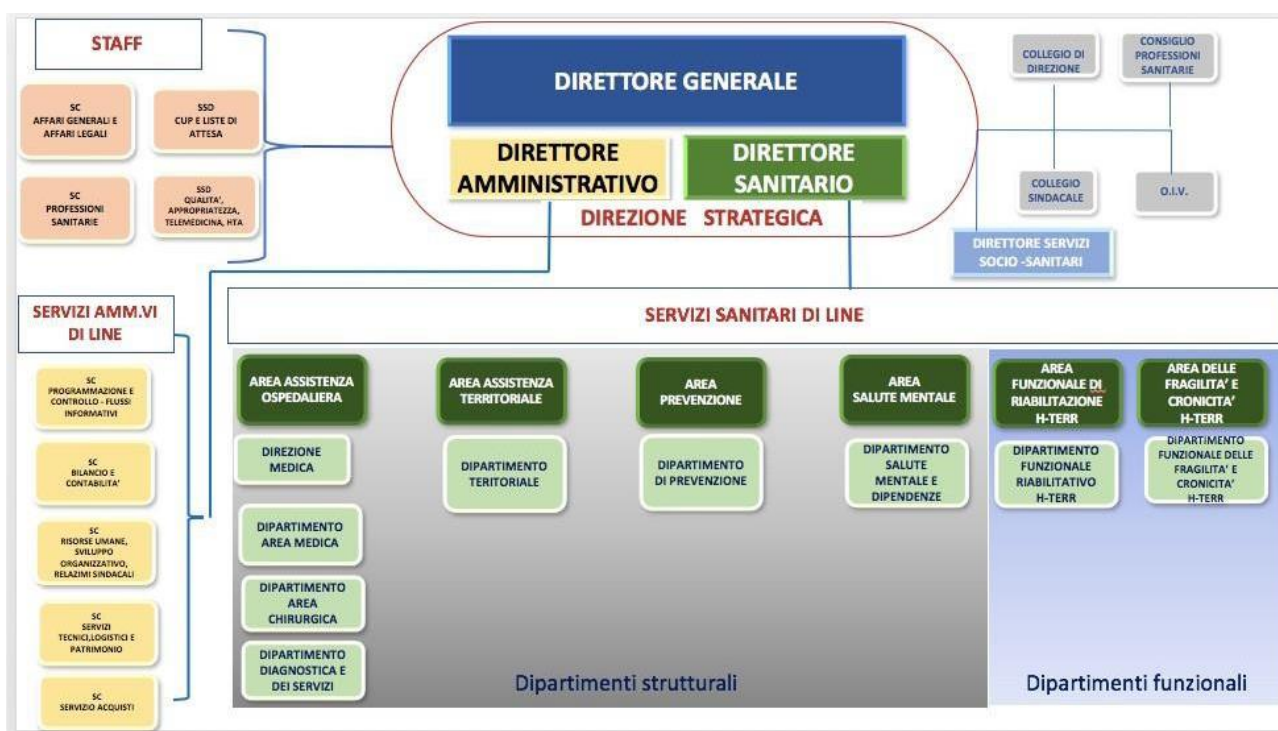 STAFF
SC
AFFARI GENERALI E
AFFARI LEGALI
SSD
CUP E LISTE DI
ATTESA
SC
PROFESSIONI
SANITARIE
SSD
QUALITA',
APPROPRIATEZZA,
TELEMEDICINA, HTA
DIRETTORE GENERALE
DIRETTORE
AMMINISTRATIVO
DIRETTORE
SANITARIO
DIREZIONE STRATEGICA
COLLEGIO DI
DIREZIONE
CONSIGLIO
PROFESSIONI
SANITARIE
COLLEGIO
SINDACALE
O.I.V.
DIRETTORE SERVIZI
SOCIO -SANITARI
SERVIZI AMM.VI
DI LINE
SC
PROGRAMMAZIONE E
CONTROLLO - FLUSSI
INFORMATIVI
SC
BILANCIO E
CONTABILITA'
SC
RISORSE UMANE,
SVILUPPO
ORGANIZZATIVO,
RELAZIMI SINDACALI
SC
SERVIZI
TECNICI,LOGISTICI E
PATRIMONIO
SC
SERVIZIO ACQUISTI
SERVIZI SANITARI DI LINE
AREA ASSISTENZA
OSPEDALIERA
DIREZIONE
MEDICA
DIPARTIMENTO
AREA MEDICA
DIPARTIMENTO
AREA
CHIRURGICA
DIPARTIMENTO
DIAGNOSTICA E
DEI SERVIZI
AREA ASSISTENZA
TERRITORIALE
DIPARTIMENTO
TERITORIALE
AREA
PREVENZIONE
DIPARTIMENTO
DI PREVENZIONE
AREA
SALUTE MENTALE
DIPARTIMENTO
SALUTE
MENTALE E
DIPENDENZE
Dipartimenti strutturali
AREA
FUNZIONALE DI
RIABILITAZIONE
H-TERR
DIPARTIMENTO
FUNZIONALE
RIABILITATIVO
H-TERR
AREA DELLE
FRAGILITA' E
CRONICITA'
H-TERR
DIPARTIMENTO
FUNZIONALE DELLE
FRAGILITA' E
CRONICITA'
H-TERR
Dipartimenti funzionali